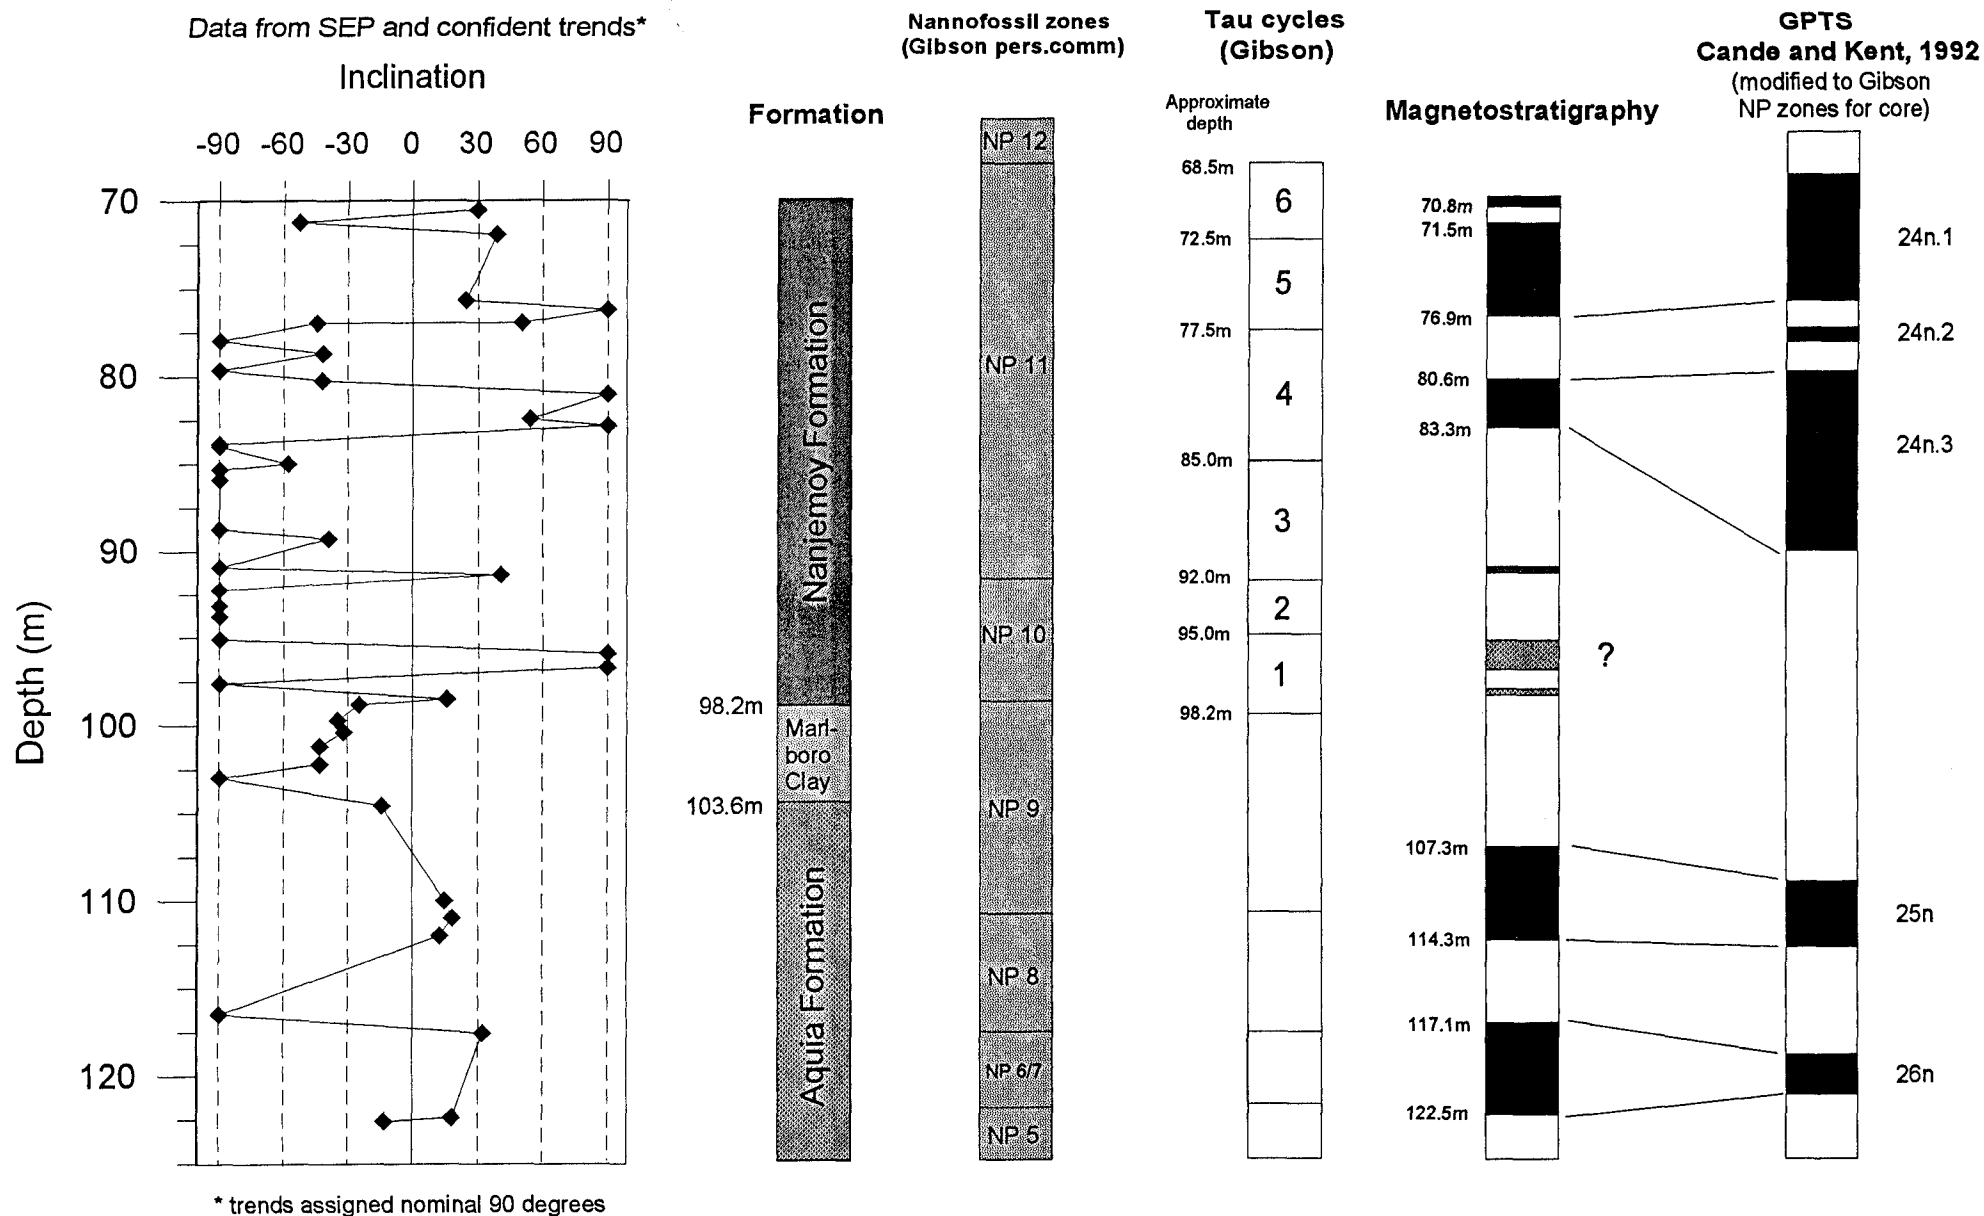 Data from SEP and confident trends*
Inclination
-90 -60 -30 0 30 60 90
Depth (m)
70
80
90
100
110
120
* trends assigned nominal 90 degrees
Formation
Nanjemoy Formation
98.2m
Marl-
boro
Clay
103.6m
Aquia Formation
Nannofossil zones
(Gibson pers.comm)
NP 12
NP 11
NP 10
NP 9
NP 8
NP 6/7
NP 5
Tau cycles
(Gibson)
Approximate
depth
68.5m
6
72.5m
5
77.5m
4
85.0m
3
92.0m
2
95.0m
1
98.2m
Magnetostratigraphy
70.8m
71.5m
76.9m
80.6m
83.3m
?
107.3m
114.3m
117.1m
122.5m
GPTS
Cande and Kent, 1992
(modified to Gibson
NP zones for core)
24n.1
24n.2
24n.3
25n
26n